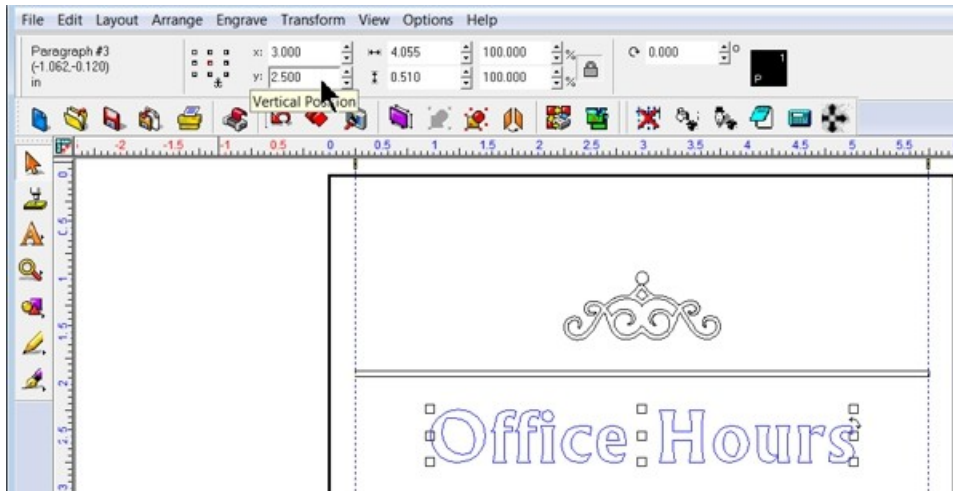 File Edit Layout Arrange Engrave Transform View Options Help
Paragraph #3
(-1.062,-0.120)
in
x: 3.000
4.055
100.000
%
0.000
°
1
P
y: 2.500
0.510
100.000
%
Vertical Position
-2 -1.5 -1 0.5 0 0.5 1 1.5 2 2.5 3 3.5 4 4.5 5 5.5
0
0.5
1
1.5
2
2.5
3
Office Hours